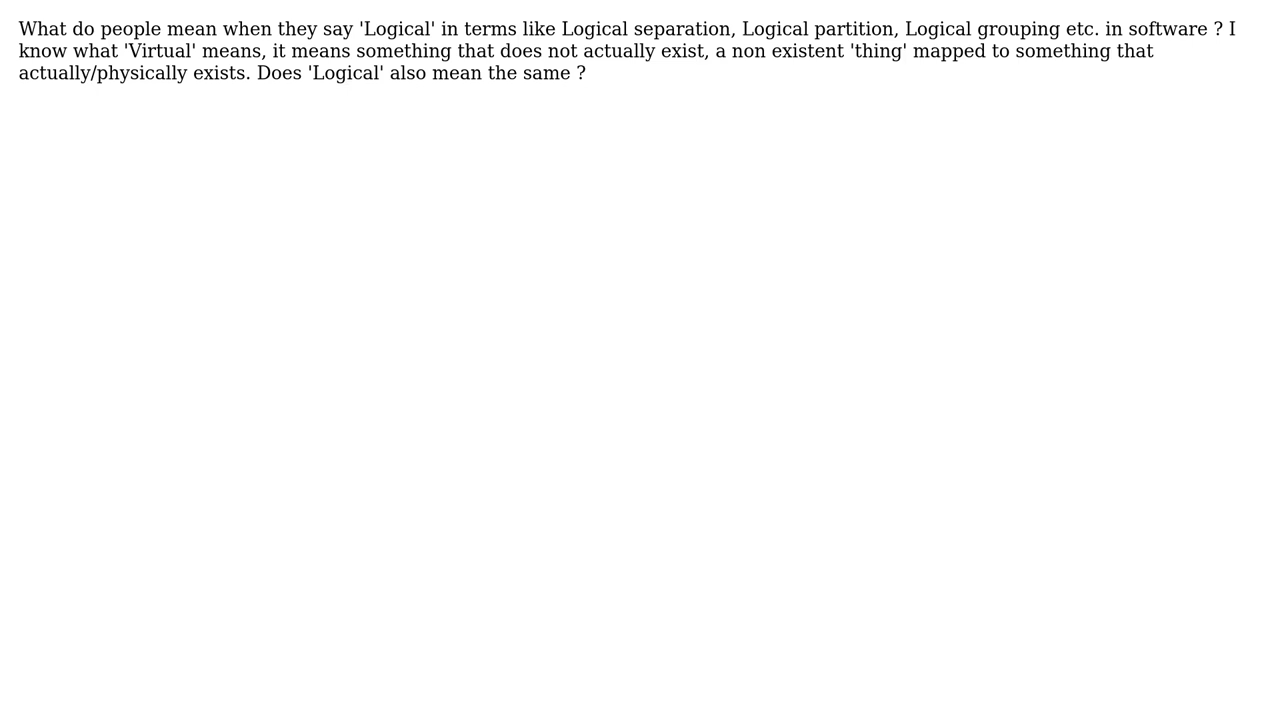 What do people mean when they say 'Logical' in terms like Logical separation, Logical partition, Logical grouping etc. in software ? I
know what 'Virtual' means, it means something that does not actually exist, a non existent 'thing' mapped to something that
actually/physically exists. Does 'Logical' also mean the same ?